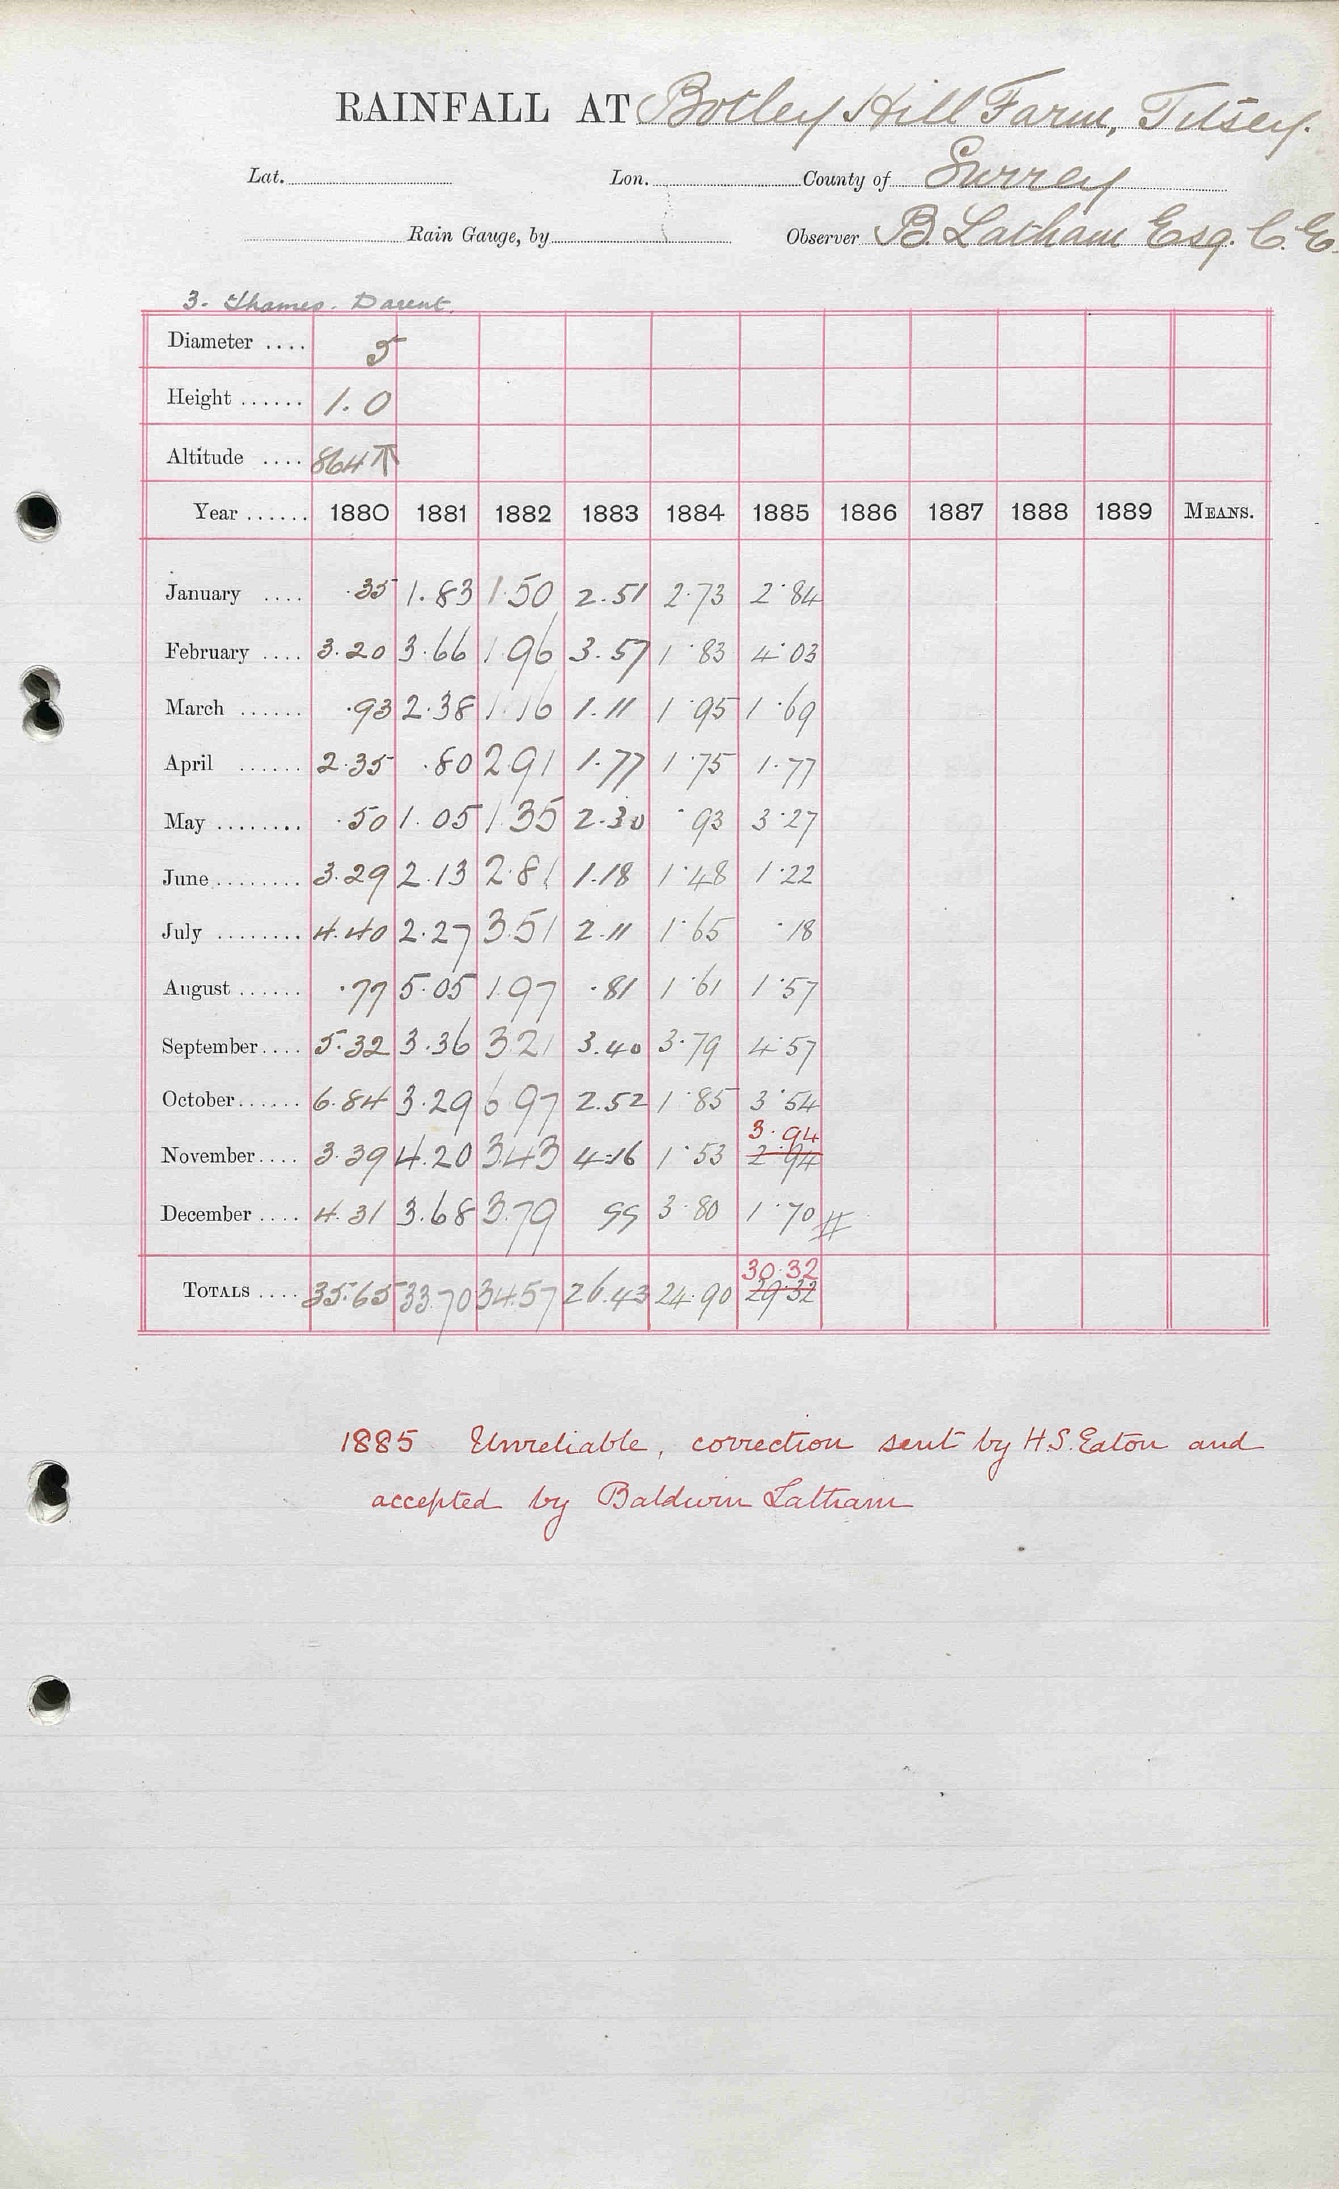 RAINFALL AT Botley Hill Farm, Titsey.
Lat. Lon. County of Surrey
Rain Gauge, by Observer B. Latham Esq. C.E.
3. Thames. Darent.
Diameter .... 5
Height ...... 1.0
Altitude .... 864 T
Year ...... 1880 1881 1882 1883 1884 1885 1886 1887 1888 1889 MEANS.
January .... .35 1.83 1.50 2.51 2.73 2.84
February .... 3.20 3.66 1.96 3.57 1.83 4.03
March ...... .93 2.38 1.16 1.11 1.95 1.69
April ...... 2.35 .80 2.91 1.77 1.75 1.77
May ........ .50 1.05 1.35 2.30 .93 3.27
June ........ 3.29 2.13 2.81 1.18 1.48 1.22
July ........ 4.40 2.27 3.51 2.11 1.65 .18
August ...... .77 5.05 1.97 .81 1.61 1.57
September .... 5.32 3.36 3.21 3.40 3.79 4.57
October ...... 6.84 3.29 6.97 2.52 1.85 3.54
3.94
November .... 3.39 4.20 3.43 4.16 1.53 2.94
December .... 4.31 3.68 3.79 99 3.80 1.70 #
30.32
TOTALS .... 35.65 33.70 34.57 26.43 24.90 29.32
1885 Unreliable, correction sent by H.S. Eaton and
accepted by Baldwin Latham